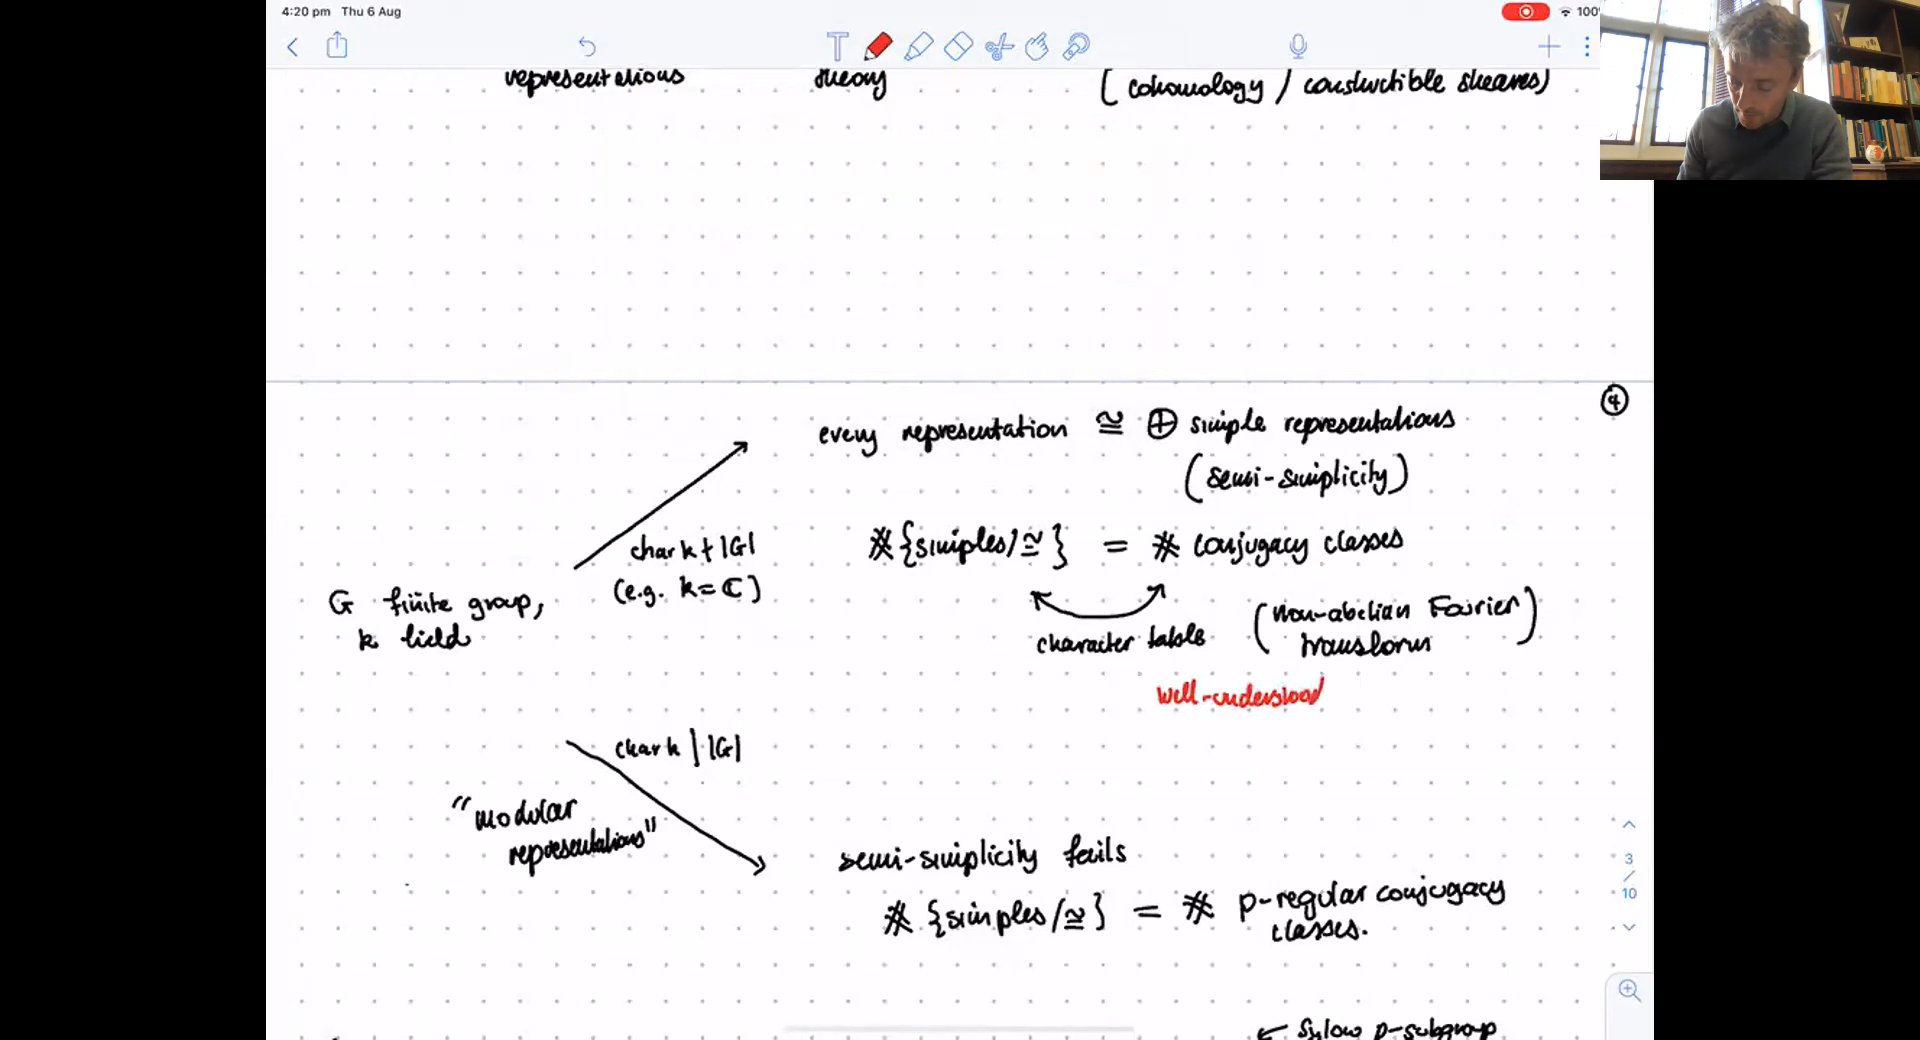 4:20 pm Thu 6 Aug
100
T
representations theory (cohomology / constructible sheaves)
4
every representation ≅ ⊕ simple representations
(semi-simplicity)
char k ∤ |G|
(e.g. k = ℂ)
#{simples/≅} = # conjugacy classes
G finite group,
k field
character table
(non-abelian Fourier
transform)
well-understood
char k | |G|
"modular
representations"
semi-simplicity fails
#{simples/≅} = # p-regular conjugacy
classes.
3
/
10
← Sylow p-subgroup